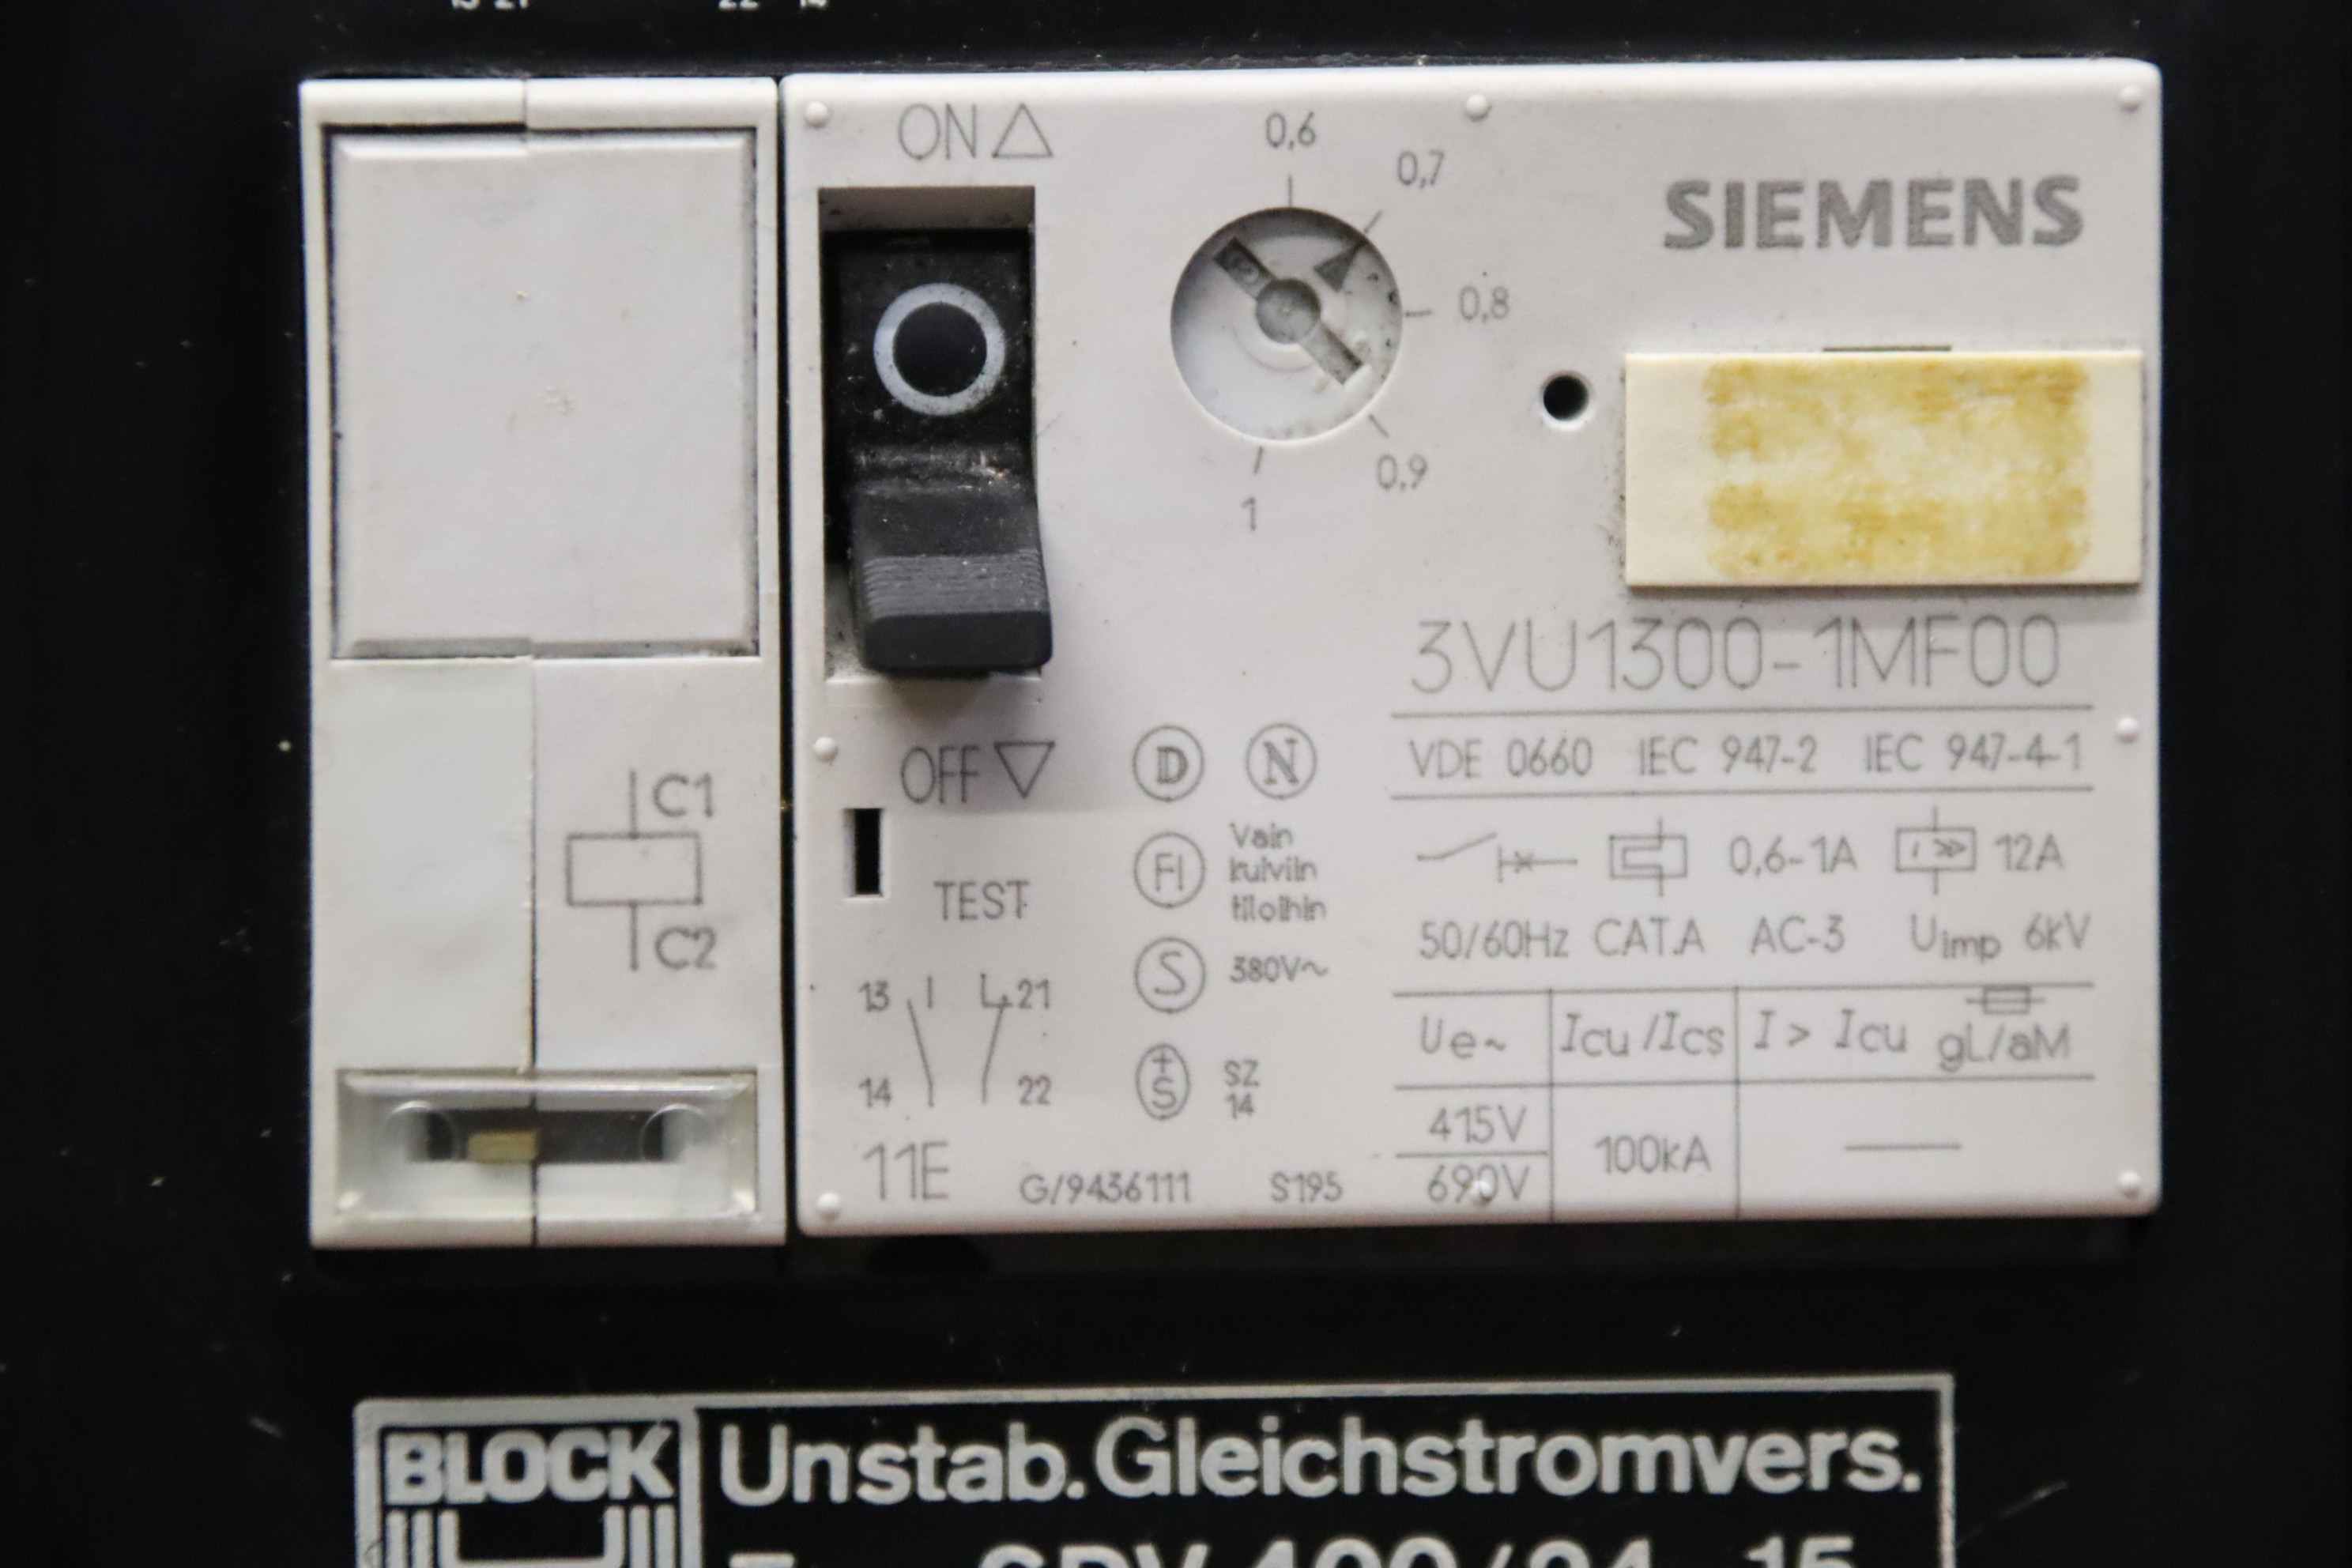 ON
0,6
0,7
0,8
0,9
1
SIEMENS
3VU1300-1MF00
OFF
D N
VDE 0660 IEC 947-2 IEC 947-4-1
C1
C2
TEST
FI
Vain
kuiviin
tiloihin
I >> 
0,6-1A
12A
50/60Hz CAT.A AC-3 Uimp 6kV
S 380V~
13 21
14 22
+S
SZ
14
Ue~ Icu/Ics I > Icu gL/aM
415V
690V
100kA
11E G/9436111 S195
BLOCK
Unstab. Gleichstromvers.